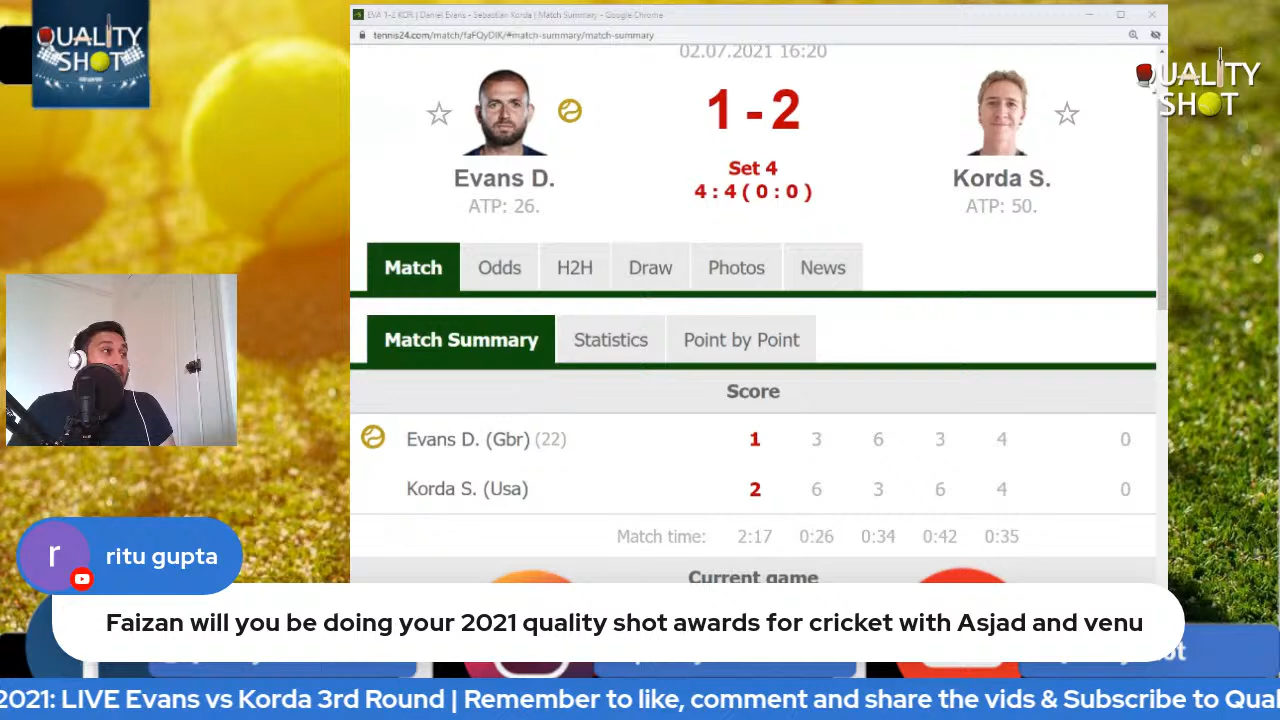 QUALITY
SHOT
EVA 1-2 KOR | Daniel Evans - Sebastian Korda | Match Summary - Google Chrome
tennis24.com/match/faFQyDIK/#match-summary/match-summary
02.07.2021 16:20
QUALITY
SHOT
1 - 2
Set 4
4 : 4 ( 0 : 0 )
Evans D.
ATP: 26.
Korda S.
ATP: 50.
Match Odds H2H Draw Photos News
Match Summary Statistics Point by Point
Score
Evans D. (Gbr) (22) 1 3 6 3 4 0
Korda S. (Usa) 2 6 3 6 4 0
Match time: 2:17 0:26 0:34 0:42 0:35
Current game
r ritu gupta
Faizan will you be doing your 2021 quality shot awards for cricket with Asjad and venu
2021: LIVE Evans vs Korda 3rd Round | Remember to like, comment and share the vids & Subscribe to Qual